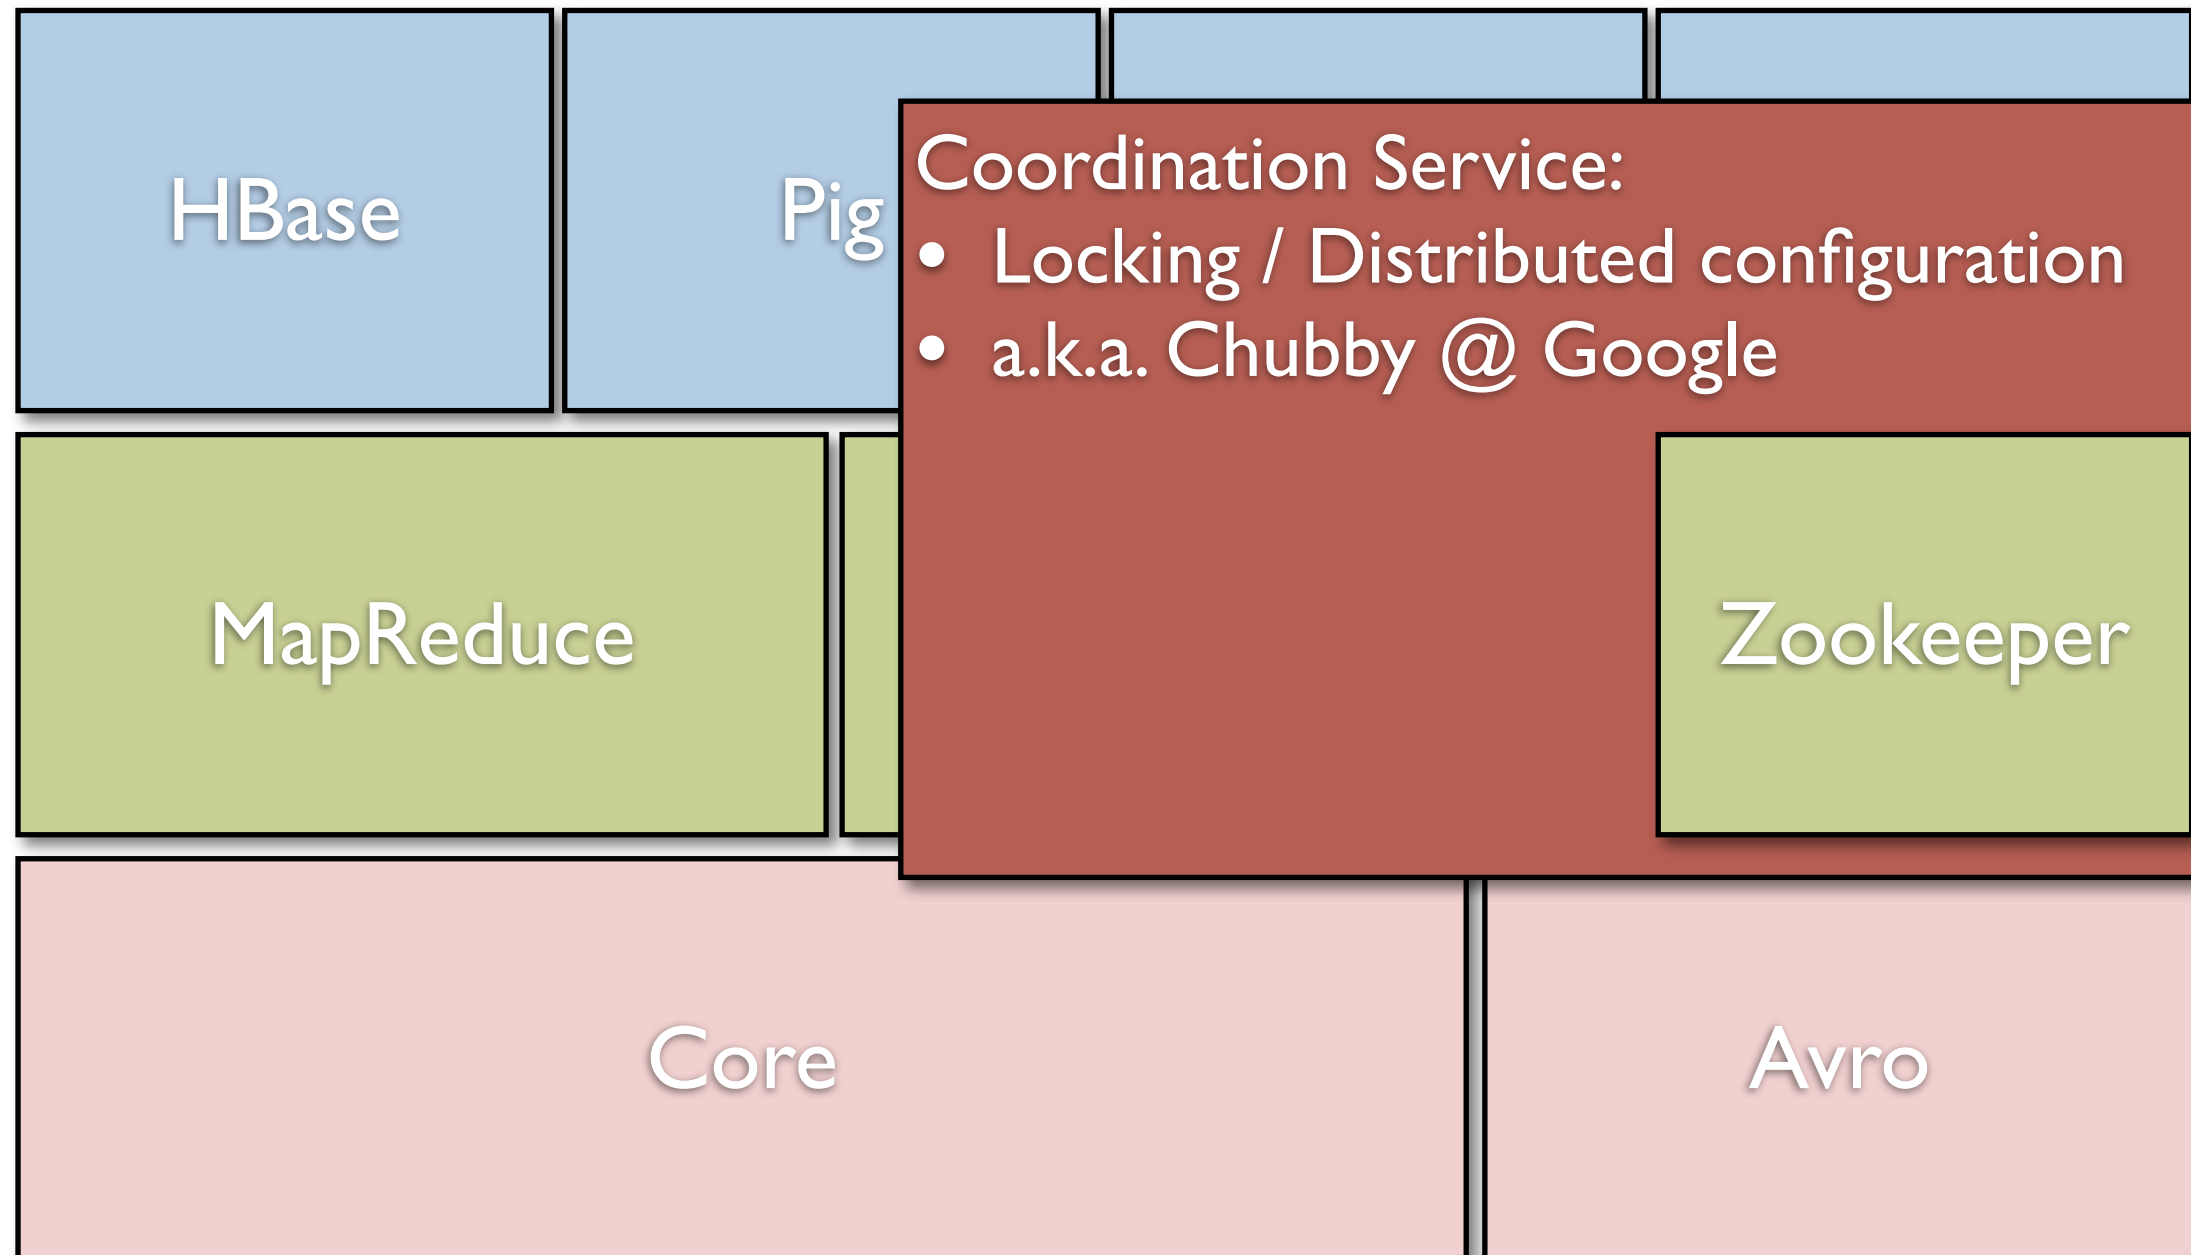 HBase
Pig
Coordination Service:
• Locking / Distributed configuration
• a.k.a. Chubby @ Google
MapReduce
Zookeeper
Core
Avro